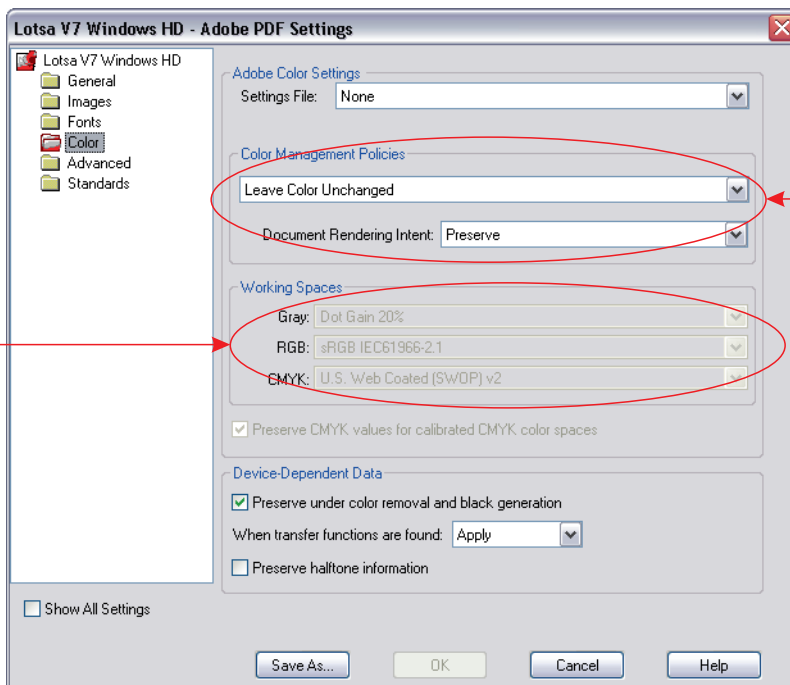 Lotsa V7 Windows HD - Adobe PDF Settings
Lotsa V7 Windows HD
General
Images
Fonts
Color
Advanced
Standards
Show All Settings
Adobe Color Settings
Settings File: None
Color Management Policies
Leave Color Unchanged
Document Rendering Intent: Preserve
Working Spaces
Gray: Dot Gain 20%
RGB: sRGB IEC61966-2.1
CMYK: U.S. Web Coated (SWOP) v2
Preserve CMYK values for calibrated CMYK color spaces
Device-Dependent Data
Preserve under color removal and black generation
When transfer functions are found: Apply
Preserve halftone information
Save As... OK Cancel Help